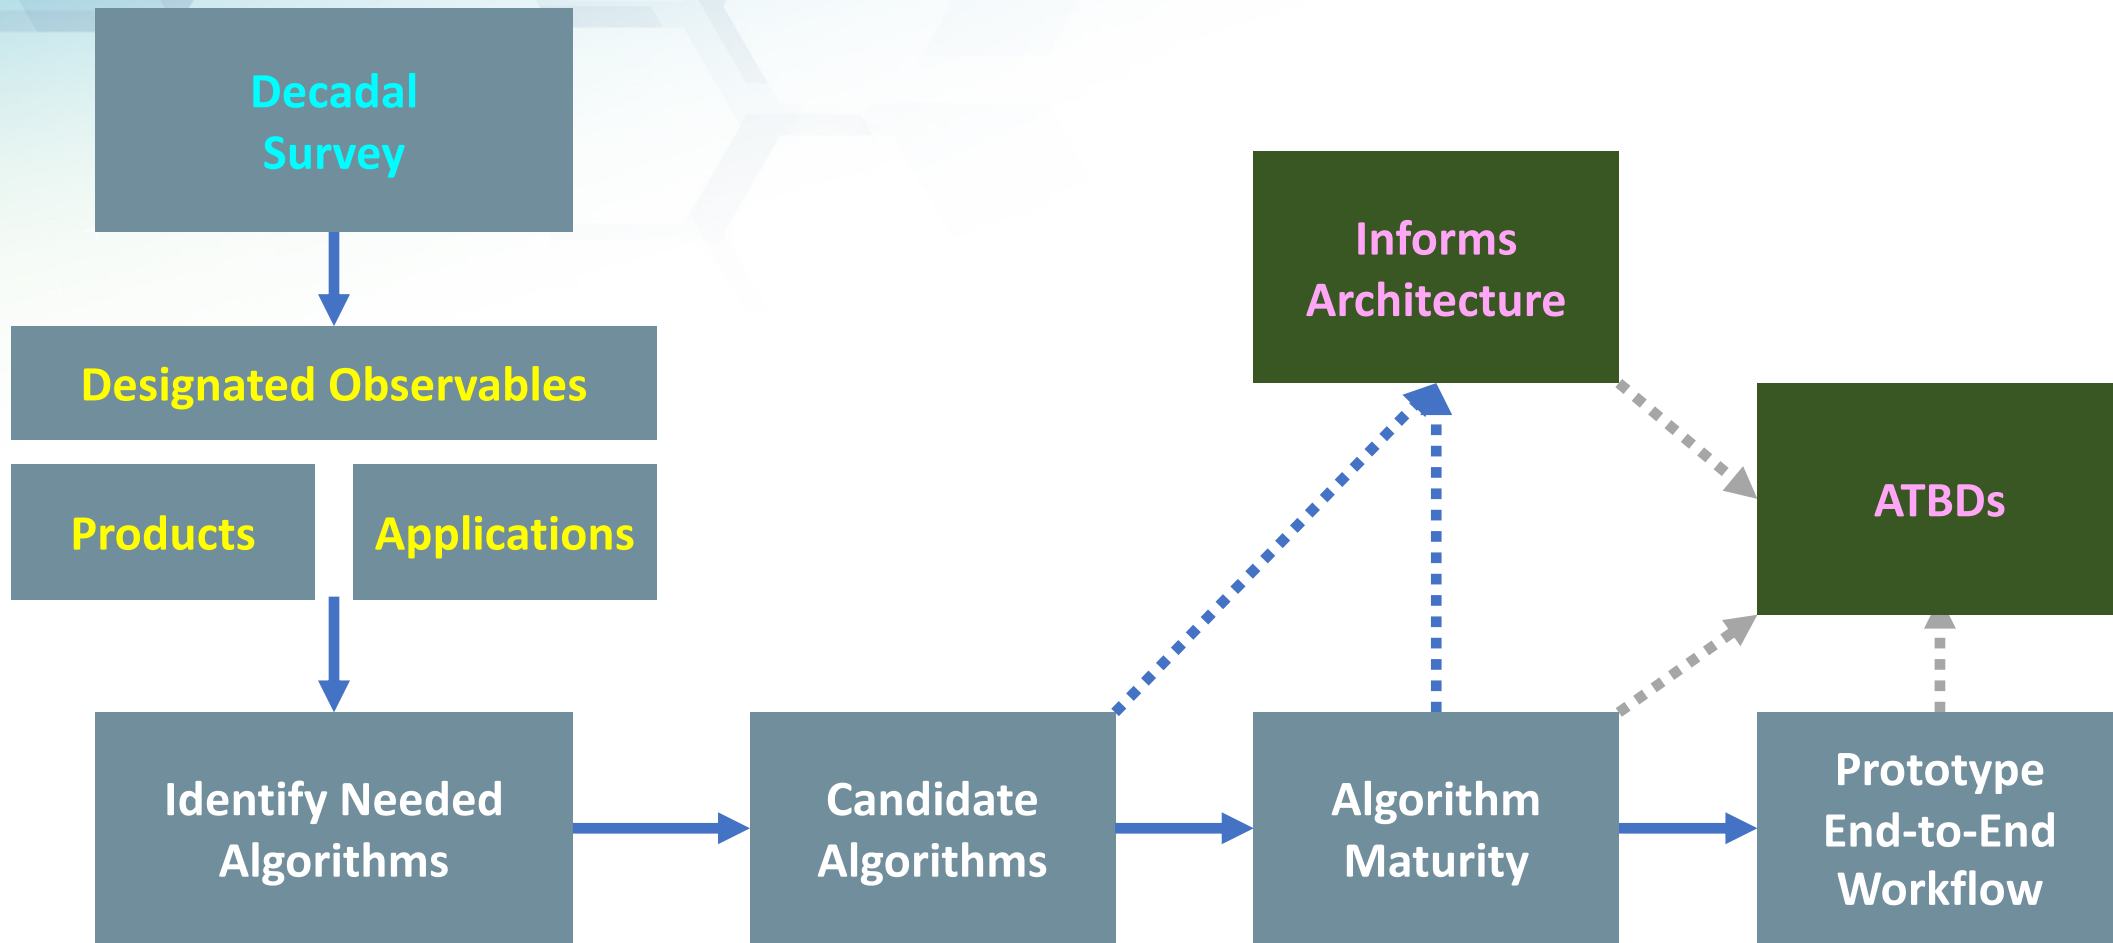 Decadal
Survey
Designated Observables
Products
Applications
Informs
Architecture
ATBDs
Identify Needed
Algorithms
Candidate
Algorithms
Algorithm
Maturity
Prototype
End-to-End
Workflow